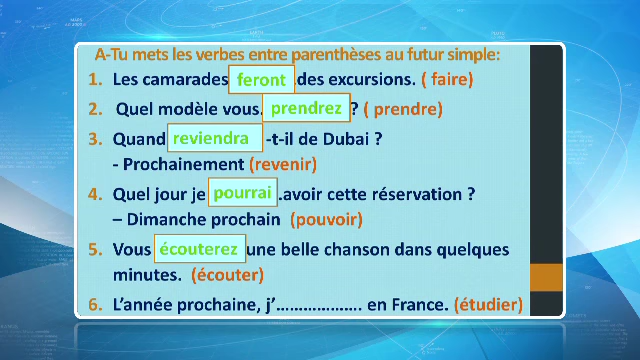 A-Tu mets les verbes entre parenthèses au futur simple:
1. Les camarades feront .des excursions. ( faire)
2. Quel modèle vous. prendrez ? ( prendre)
3. Quand reviendra -t-il de Dubai ?
- Prochainement (revenir)
4. Quel jour je pourrai .avoir cette réservation ?
– Dimanche prochain (pouvoir)
5. Vous écouterez une belle chanson dans quelques
minutes. (écouter)
6. L'année prochaine, j'.................. en France. (étudier)